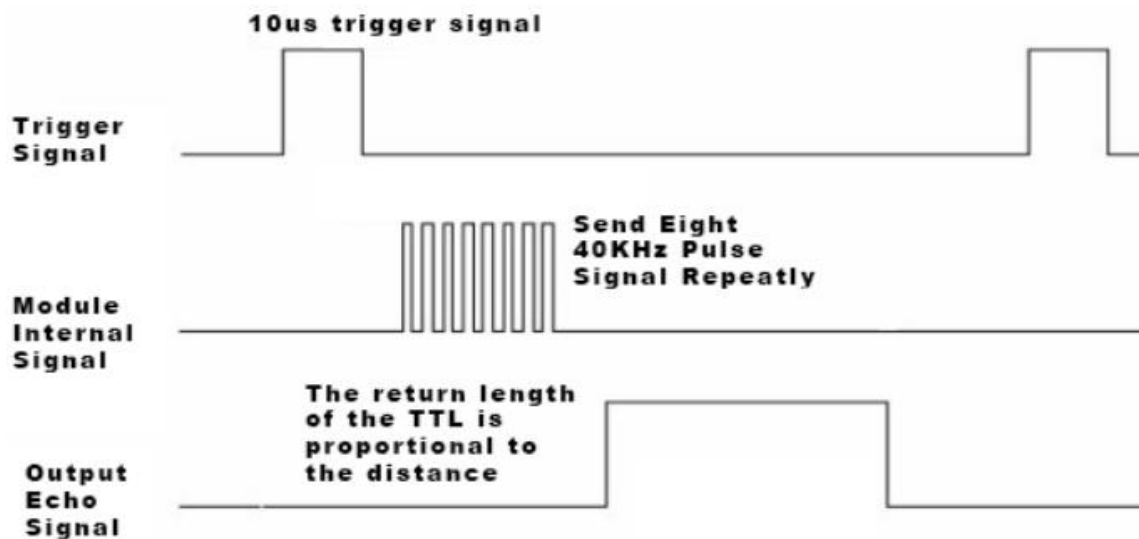 10us trigger signal
Trigger
Signal
Send Eight
40KHz Pulse
Signal Repeatly
Module
Internal
Signal
The return length
of the TTL is
proportional to
the distance
Output
Echo
Signal